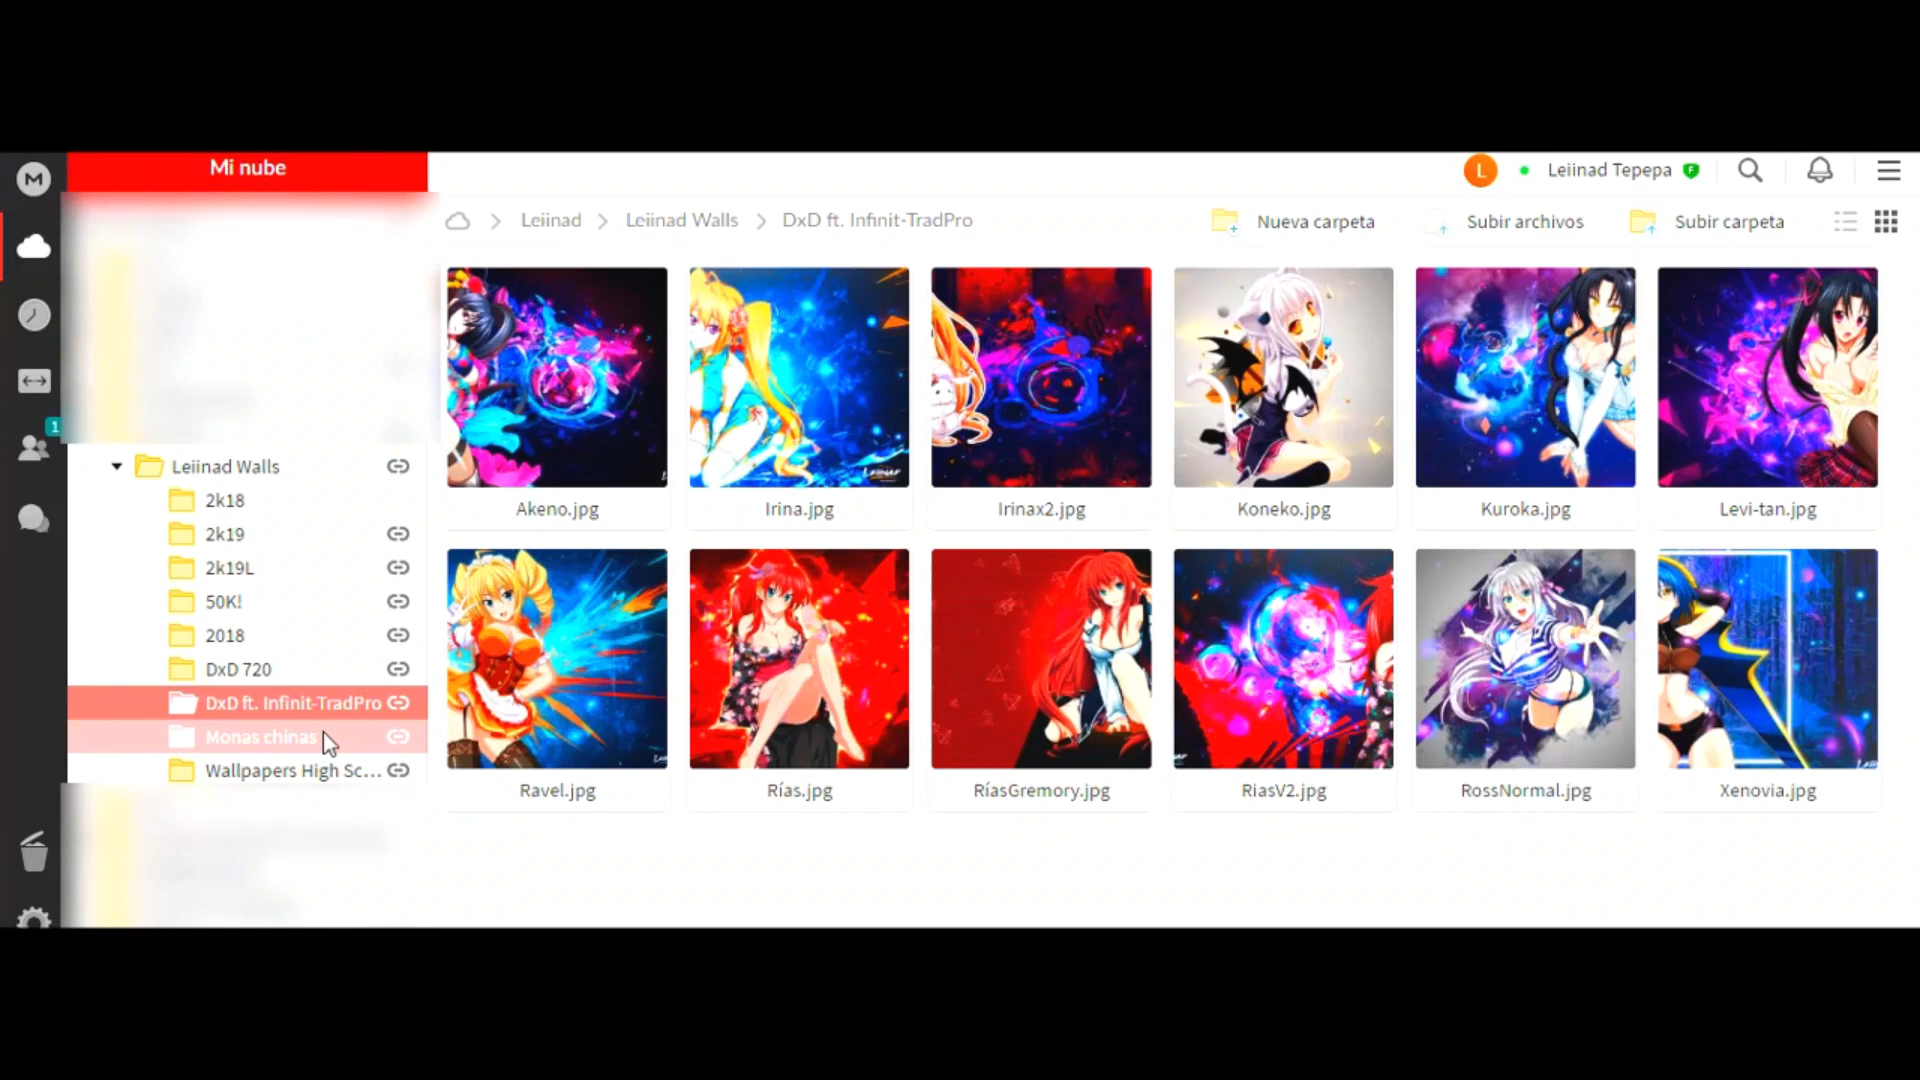 M
Mi nube
L
Leiinad Tepepa
F
Leiinad
Leiinad Walls
DxD ft. Infinit-TradPro
Nueva carpeta
Subir archivos
Subir carpeta
1
Leiinad Walls
2k18
2k19
2k19L
50K!
2018
DxD 720
DxD ft. Infinit-TradPro
Monas chinas
Wallpapers High Sc...
Akeno.jpg
Irina.jpg
Irinax2.jpg
Koneko.jpg
Kuroka.jpg
Levi-tan.jpg
Ravel.jpg
Rías.jpg
RíasGremory.jpg
RiasV2.jpg
RossNormal.jpg
Xenovia.jpg